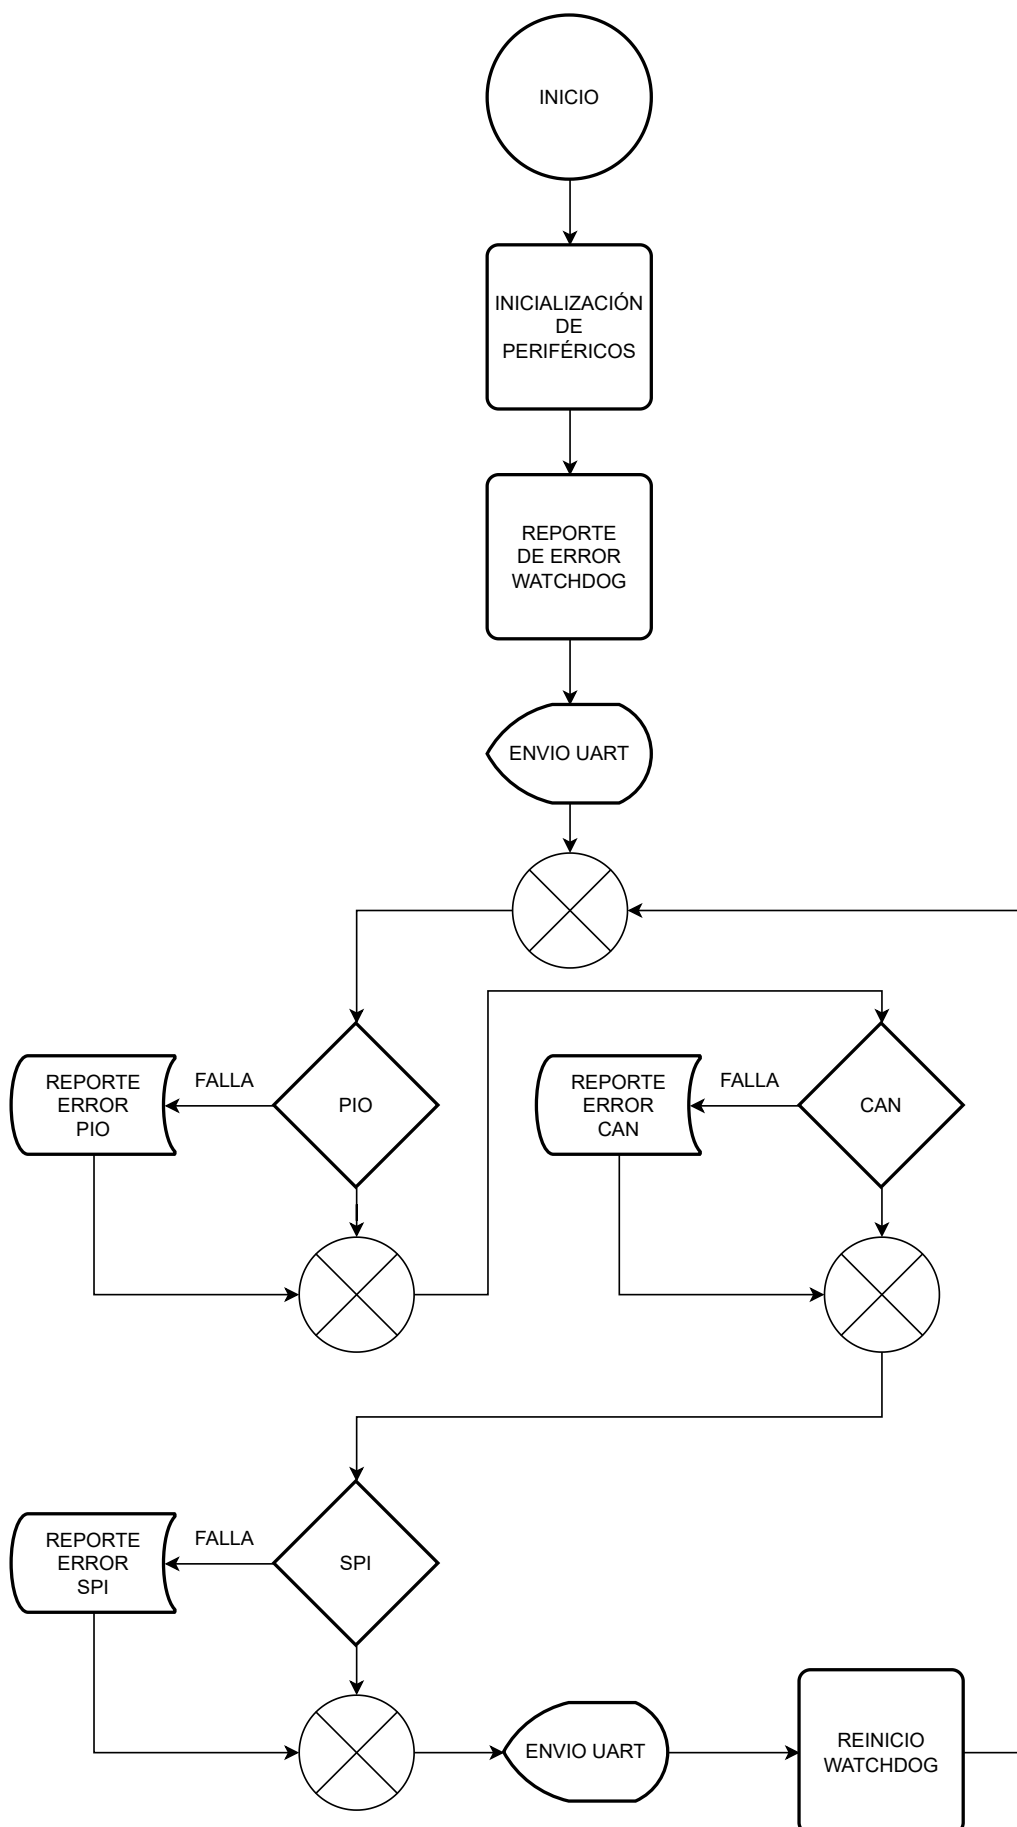 INICIO
INICIALIZACIÓN
DE
PERIFÉRICOS
REPORTE
DE ERROR
WATCHDOG
ENVIO UART
REPORTE
ERROR
PIO
FALLA
PIO
REPORTE
ERROR
CAN
FALLA
CAN
REPORTE
ERROR
SPI
FALLA
SPI
ENVIO UART
REINICIO
WATCHDOG